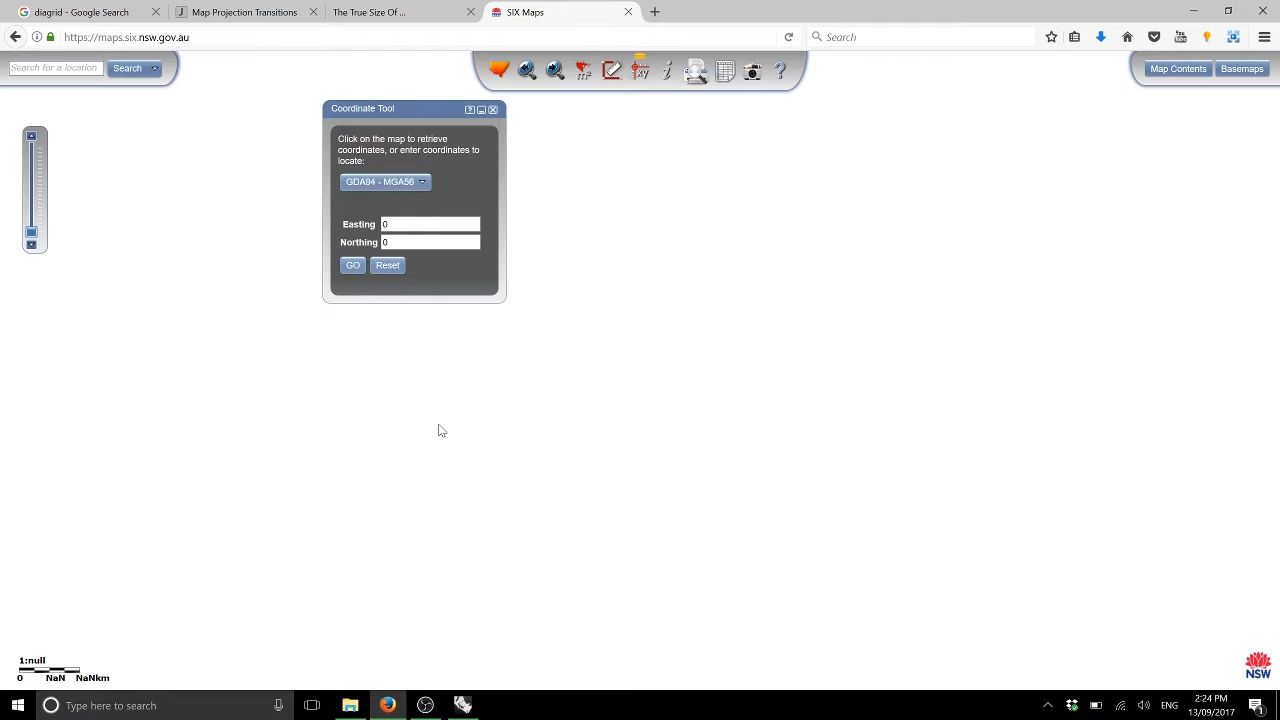 diagrid - Google Search
Map Projection Transitions
The True Size Of ...
SIX Maps
https://maps.six.nsw.gov.au
Search
Search for a location
Search
Map Contents
Basemaps
Coordinate Tool
Click on the map to retrieve
coordinates, or enter coordinates to
locate:
GDA94 - MGA56
Easting 0
Northing 0
GO Reset
1:null
0 NaN NaNkm
NSW
Type here to search
ENG
2:24 PM
13/09/2017